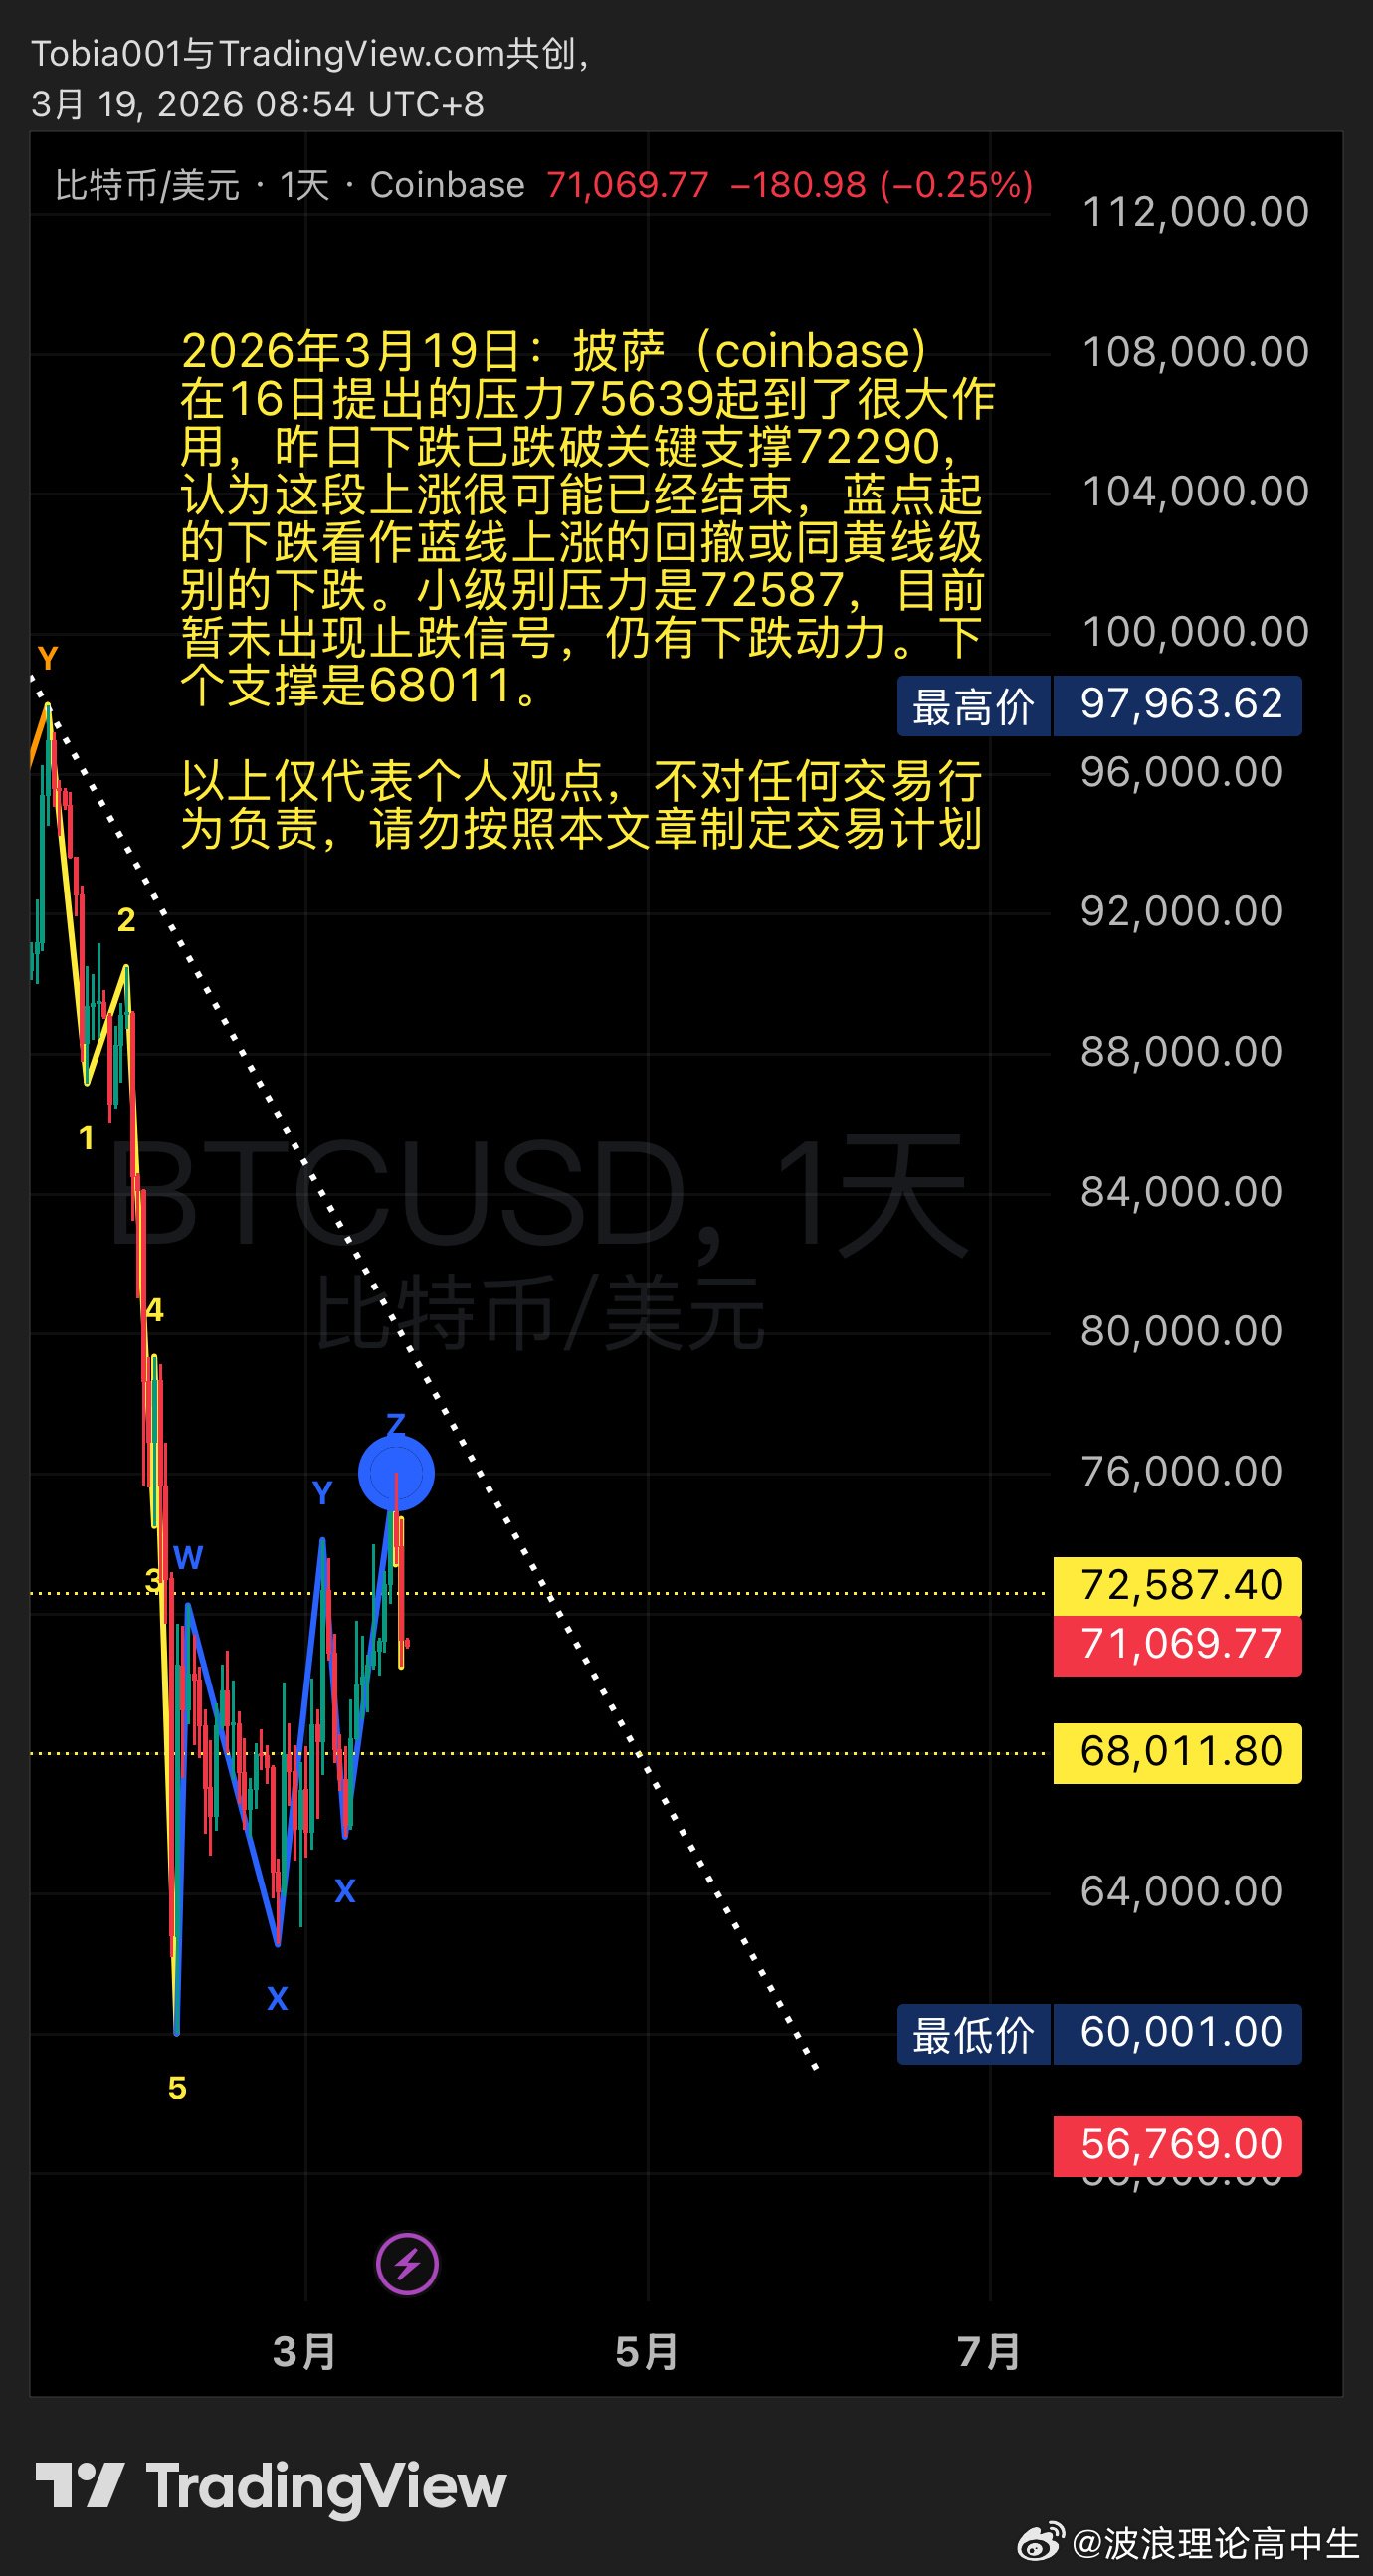 Tobia001与TradingView.com共创，
3月 19, 2026 08:54 UTC+8
比特币/美元 · 1天 · Coinbase 71,069.77 −180.98 (−0.25%)
112,000.00
2026年3月19日：披萨（coinbase）
在16日提出的压力75639起到了很大作
用，昨日下跌已跌破关键支撑72290，
认为这段上涨很可能已经结束，蓝点起
的下跌看作蓝线上涨的回撤或同黄线级
别的下跌。小级别压力是72587，目前
暂未出现止跌信号，仍有下跌动力。下
个支撑是68011。
以上仅代表个人观点，不对任何交易行
为负责，请勿按照本文章制定交易计划
108,000.00
104,000.00
100,000.00
Y
最高价 97,963.62
96,000.00
92,000.00
2
88,000.00
1
BTCUSD, 1天
比特币/美元
84,000.00
4
80,000.00
Z
76,000.00
Y
W
3
72,587.40
71,069.77
68,011.80
X
64,000.00
X
最低价 60,001.00
5
56,769.00
3月 5月 7月
TradingView
@波浪理论高中生